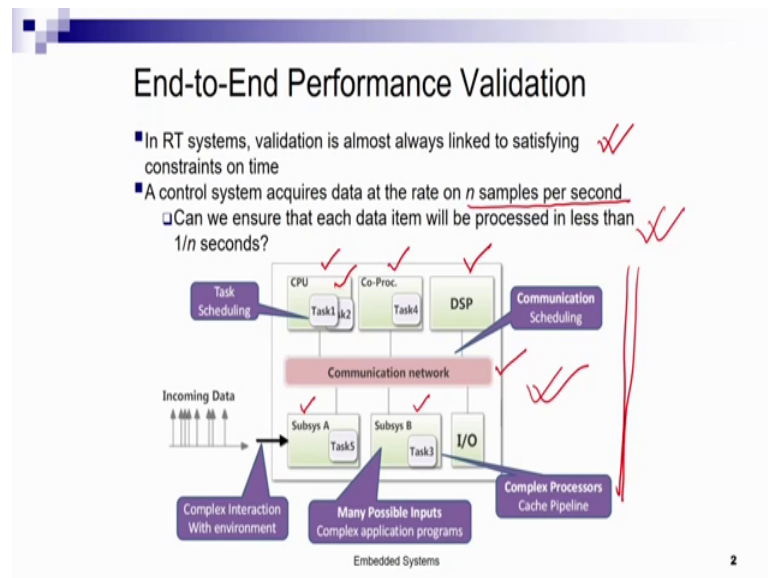 End-to-End Performance Validation
In RT systems, validation is almost always linked to satisfying
constraints on time
A control system acquires data at the rate on n samples per second
Can we ensure that each data item will be processed in less than
1/n seconds?
Task
Scheduling
CPU
Task1
sk2
Co-Proc.
Task4
DSP
Communication
Scheduling
Communication network
Incoming Data
Subsys A
Task5
Subsys B
Task3
I/O
Complex Interaction
With environment
Many Possible Inputs
Complex application programs
Complex Processors
Cache Pipeline
Embedded Systems
2